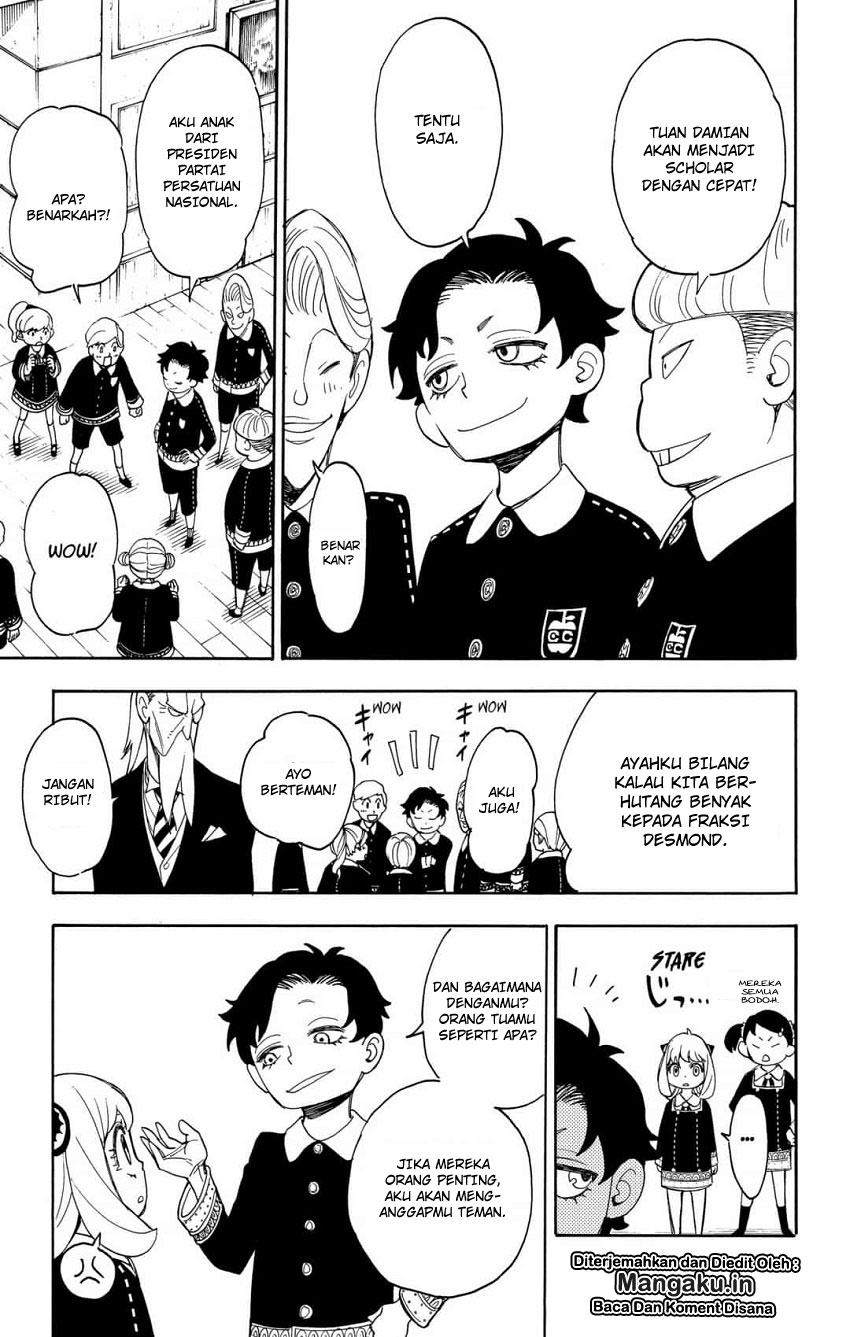 TUAN DAMIAN
AKAN MENJADI
SCHOLAR
DENGAN CEPAT!
TENTU
SAJA.
BENAR
KAN?
AKU ANAK
DARI
PRESIDEN
PARTAI
PERSATUAN
NASIONAL.
APA?
BENARKAH?!
WOW!
CC
AYAHKU BILANG
KALAU KITA BER-
HUTANG BENYAK
KEPADA FRAKSI
DESMOND.
WOW
キャイ
WOW
キャイ
AKU
JUGA!
AYO
BERTEMAN!
JANGAN
RIBUT!
STARE
じっ…
MEREKA
SEMUA
BODOH.
...
DAN BAGAIMANA
DENGANMU?
ORANG TUAMU
SEPERTI APA?
JIKA MEREKA
ORANG PENTING,
AKU AKAN MENG-
ANGGAPMU TEMAN.
Diterjemahkan dan Diedit Oleh:
Mangaku.in
Baca Dan Koment Disana